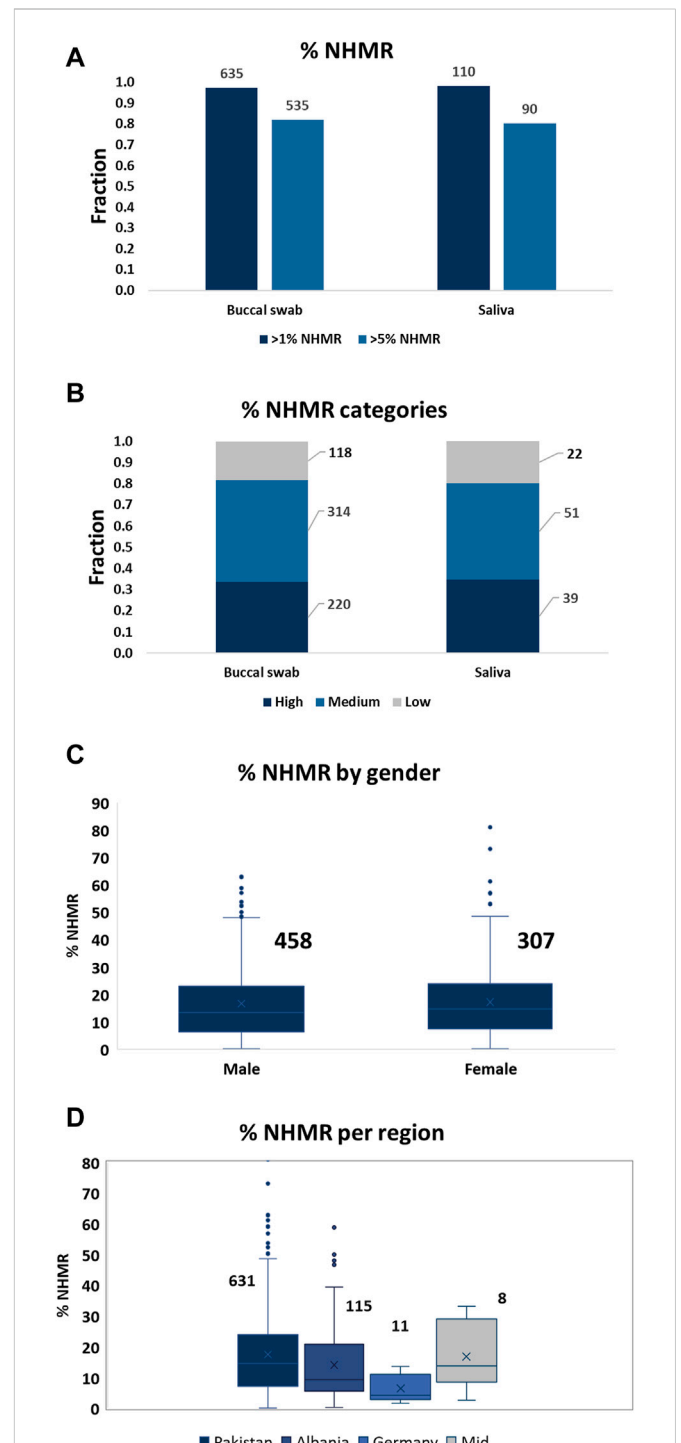 A
% NHMR
635
110
1.0
0.9
535
90
0.8
0.7
0.6
0.5
0.4
0.3
0.2
0.1
0.0
Fraction
Buccal swab
Saliva
>1% NHMR >5% NHMR
B
% NHMR categories
1.0
0.9
0.8
0.7
0.6
0.5
0.4
0.3
0.2
0.1
0.0
Fraction
118
22
314
51
220
39
Buccal swab
Saliva
High Medium Low
C
% NHMR by gender
90
80
70
60
50
40
30
20
10
0
% NHMR
458
307
Male
Female
D
% NHMR per region
80
70
60
50
40
30
20
10
0
% NHMR
631
115
11
8
Pakistan Albania Germany Mid